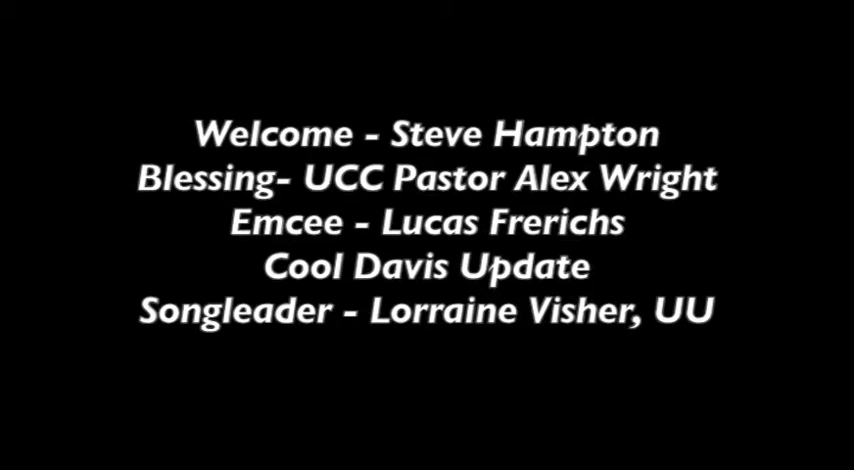 Welcome - Steve Hampton
Blessing- UCC Pastor Alex Wright
Emcee - Lucas Frerichs
Cool Davis Update
Songleader - Lorraine Visher, UU